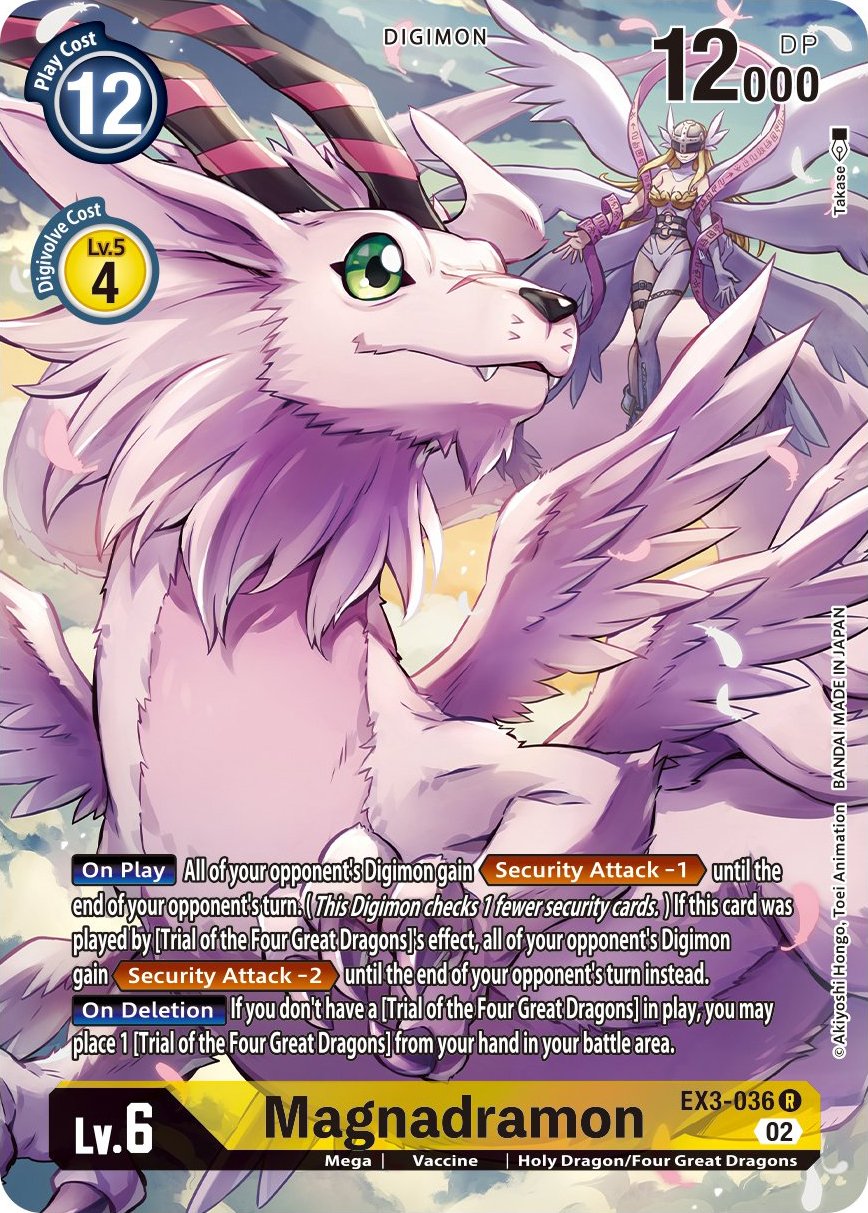 DIGIMON
Play Cost
12
12000
DP
Digivolve Cost
Lv.5
4
Takase
BANDAI MADE IN JAPAN
©Akiyoshi Hongo, Toei Animation
On Play All of your opponent's Digimon gain Security Attack -1 until the
end of your opponent's turn. (This Digimon checks 1 fewer security cards.) If this card was
played by [Trial of the Four Great Dragons]'s effect, all of your opponent's Digimon
gain Security Attack -2 until the end of your opponent's turn instead.
On Deletion If you don't have a [Trial of the Four Great Dragons] in play, you may
place 1 [Trial of the Four Great Dragons] from your hand in your battle area.
Lv.6
Magnadramon
EX3-036 R
02
Mega | Vaccine | Holy Dragon/Four Great Dragons